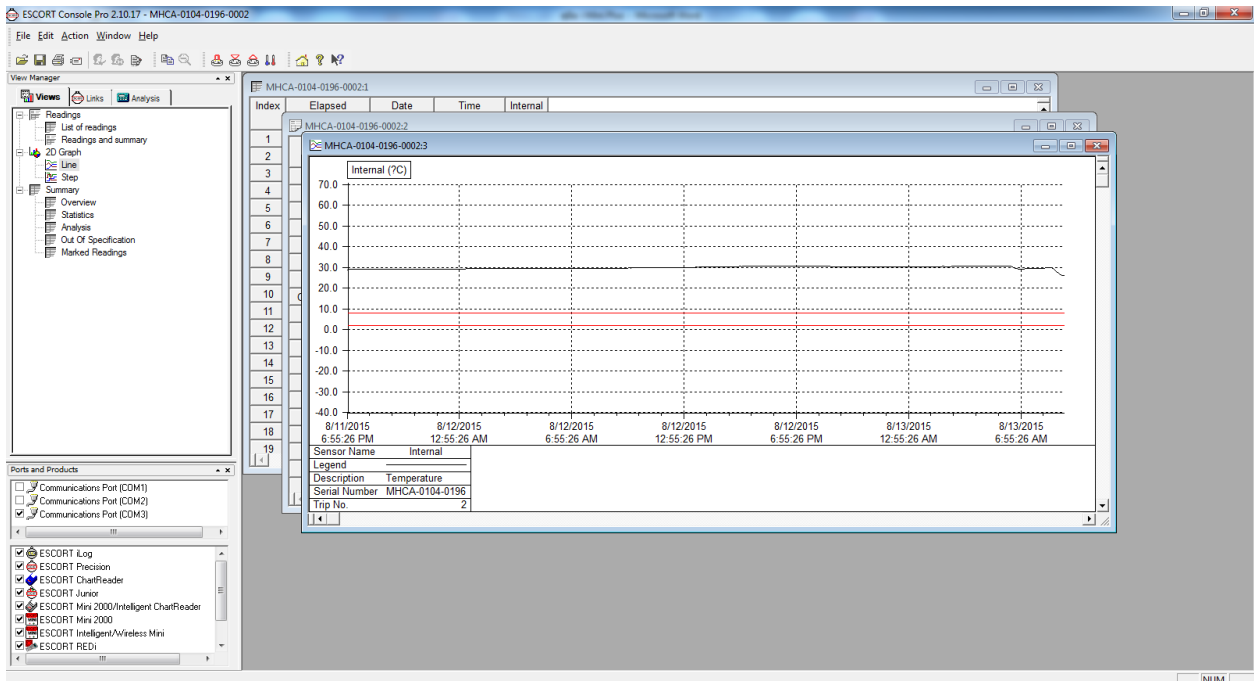 ESCORT Console Pro 2.10.17 - MHCA-0104-0196-0002
File Edit Action Window Help
View Manager
Views Links Analysis
Readings
List of readings
Readings and summary
2D Graph
Line
Step
Summary
Overview
Statistics
Analysis
Out Of Specification
Marked Readings
Ports and Products
Communications Port (COM1)
Communications Port (COM2)
Communications Port (COM3)
ESCORT iLog
ESCORT Precision
ESCORT ChartReader
ESCORT Junior
ESCORT Mini 2000/Intelligent ChartReader
ESCORT Mini 2000
ESCORT Intelligent/Wireless Mini
ESCORT REDi
MHCA-0104-0196-0002:1
Index Elapsed Date Time Internal
1
2
3
4
5
6
7
8
9
10
11
12
13
14
15
16
17
18
19
MHCA-0104-0196-0002:2
MHCA-0104-0196-0002:3
Internal (?C)
70.0
60.0
50.0
40.0
30.0
20.0
10.0
0.0
-10.0
-20.0
-30.0
-40.0
8/11/2015 8/12/2015 8/12/2015 8/12/2015 8/12/2015 8/13/2015 8/13/2015
6:55:26 PM 12:55:26 AM 6:55:26 AM 12:55:26 PM 6:55:26 PM 12:55:26 AM 6:55:26 AM
Sensor Name Internal
Legend
Description Temperature
Serial Number MHCA-0104-0196
Trip No. 2
NUM